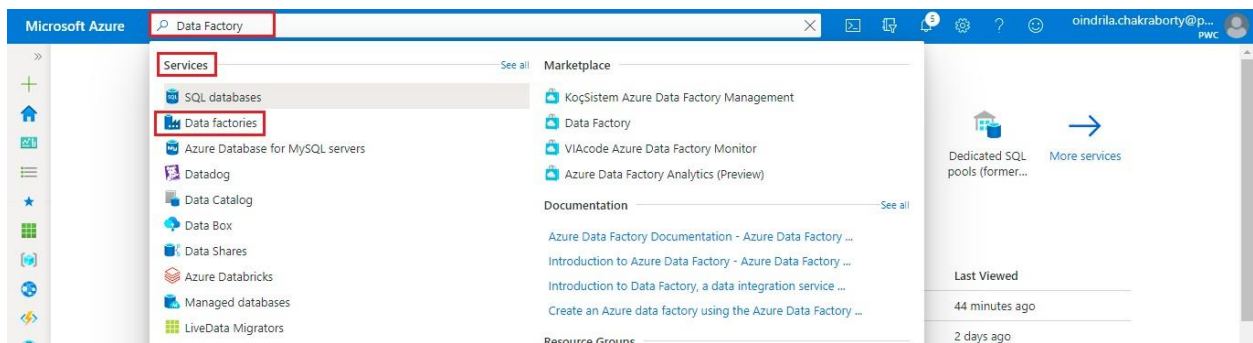 Microsoft Azure
Data Factory
5
oindrila.chakraborty@p...
PWC
Services
See all
SQL databases
Data factories
Azure Database for MySQL servers
Datadog
Data Catalog
Data Box
Data Shares
Azure Databricks
Managed databases
LiveData Migrators
Marketplace
KoçSistem Azure Data Factory Management
Data Factory
VIAcode Azure Data Factory Monitor
Azure Data Factory Analytics (Preview)
Documentation
See all
Azure Data Factory Documentation - Azure Data Factory ...
Introduction to Azure Data Factory - Azure Data Factory ...
Introduction to Data Factory, a data integration service ...
Create an Azure data factory using the Azure Data Factory ...
Resource Groups
Dedicated SQL
pools (former...
More services
Last Viewed
44 minutes ago
2 days ago